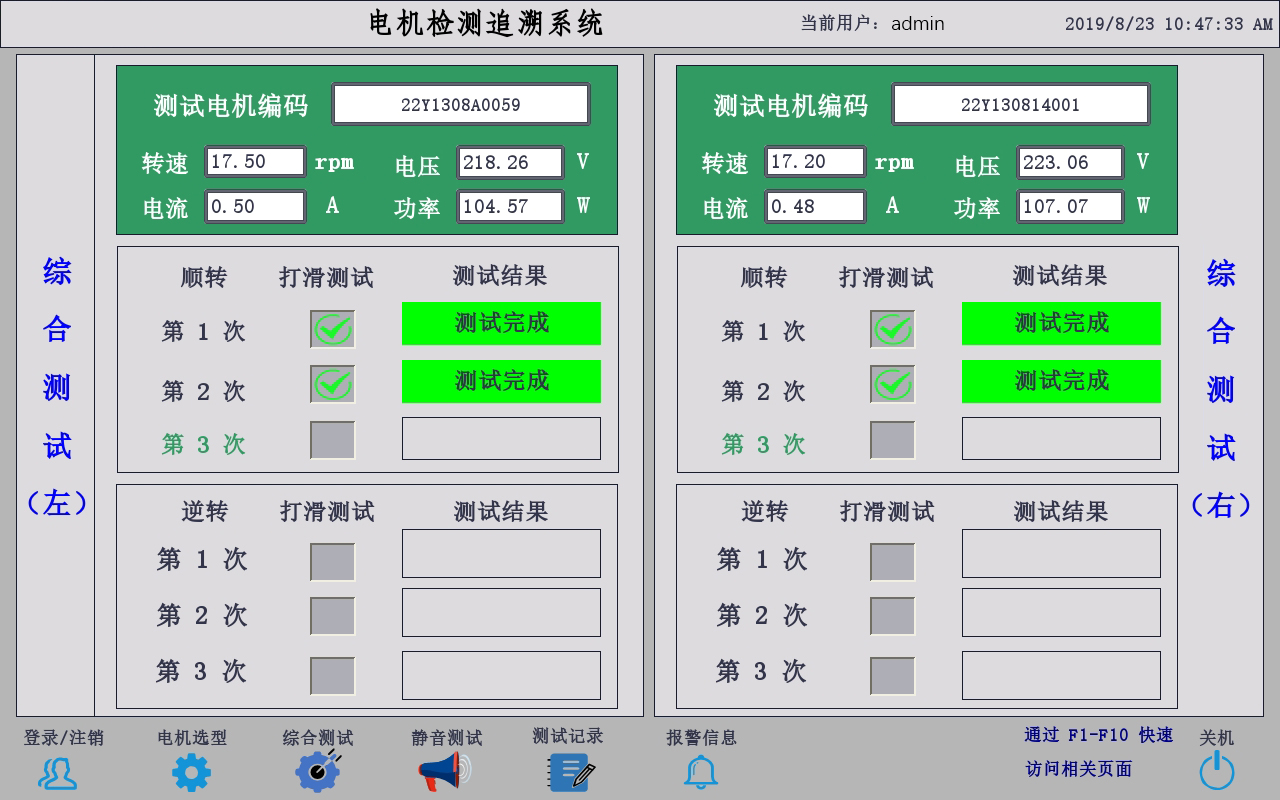 电机检测追溯系统
当前用户： admin
2019/8/23 10:47:33 AM
综合测试（左）
测试电机编码 22Y1308A0059
转速 17.50 rpm 电压 218.26 V
电流 0.50 A 功率 104.57 W
顺转 打滑测试 测试结果
第 1 次 测试完成
第 2 次 测试完成
第 3 次
逆转 打滑测试 测试结果
第 1 次
第 2 次
第 3 次
测试电机编码 22Y130814001
转速 17.20 rpm 电压 223.06 V
电流 0.48 A 功率 107.07 W
顺转 打滑测试 测试结果
第 1 次 测试完成
第 2 次 测试完成
第 3 次
逆转 打滑测试 测试结果
第 1 次
第 2 次
第 3 次
综合测试（右）
登录/注销 电机选型 综合测试 静音测试 测试记录 报警信息
通过 F1-F10 快速
访问相关页面
关机